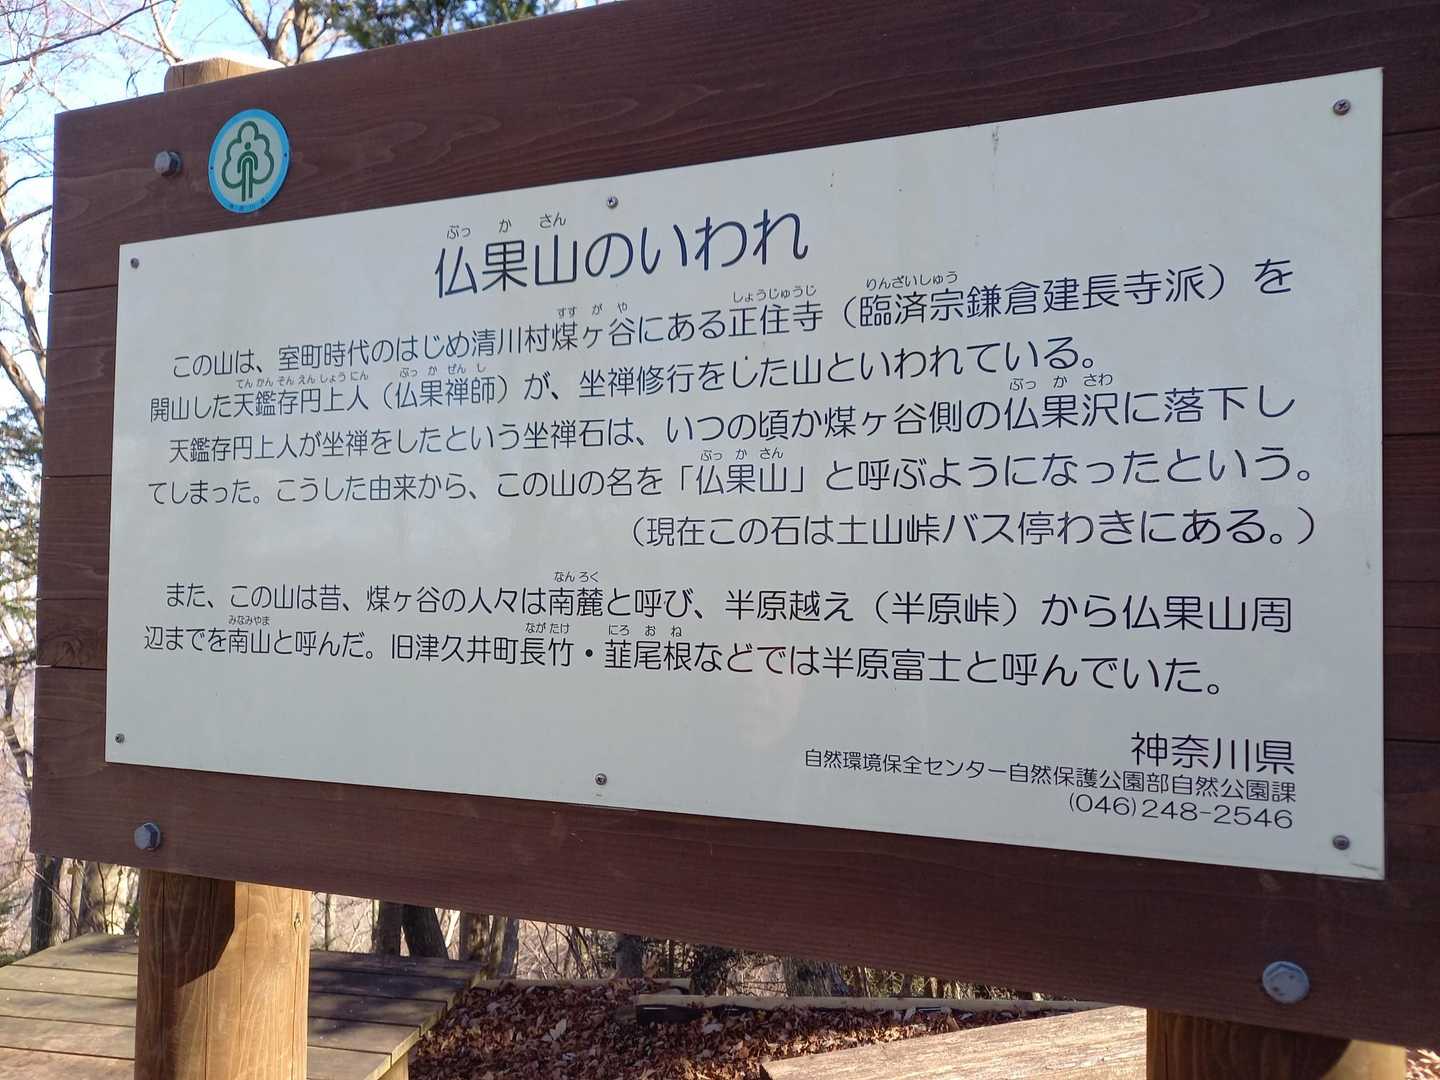 ぶっ か さん
仏果山のいわれ
すす が や しょうじゅうじ りんざいしゅう
この山は、室町時代のはじめ清川村煤ヶ谷にある正住寺（臨済宗鎌倉建長寺派）を
てんかんぞんえんしょうにん ぶっ か ぜん し
開山した天鑑存円上人（仏果禅師）が、坐禅修行をした山といわれている。
ぶっ か さわ
天鑑存円上人が坐禅をしたという坐禅石は、いつの頃か煤ヶ谷側の仏果沢に落下し
ぶっ か さん
てしまった。こうした由来から、この山の名を「仏果山」と呼ぶようになったという。
（現在この石は土山峠バス停わきにある。）
なんろく
また、この山は昔、煤ヶ谷の人々は南麓と呼び、半原越え（半原峠）から仏果山周
みなみやま ながたけ にろ お ね
辺までを南山と呼んだ。旧津久井町長竹・韮尾根などでは半原富士と呼んでいた。
神奈川県
自然環境保全センター自然保護公園部自然公園課
(046)248-2546